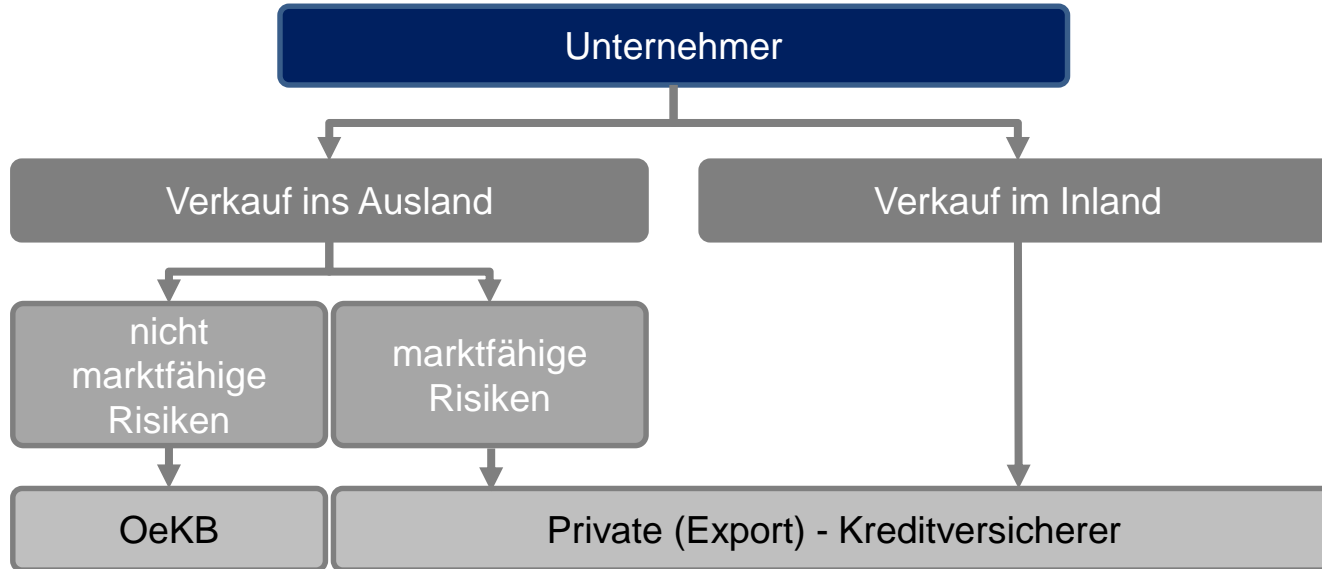 Unternehmer
Verkauf ins Ausland
Verkauf im Inland
nicht
marktfähige
Risiken
marktfähige
Risiken
OeKB
Private (Export) - Kreditversicherer